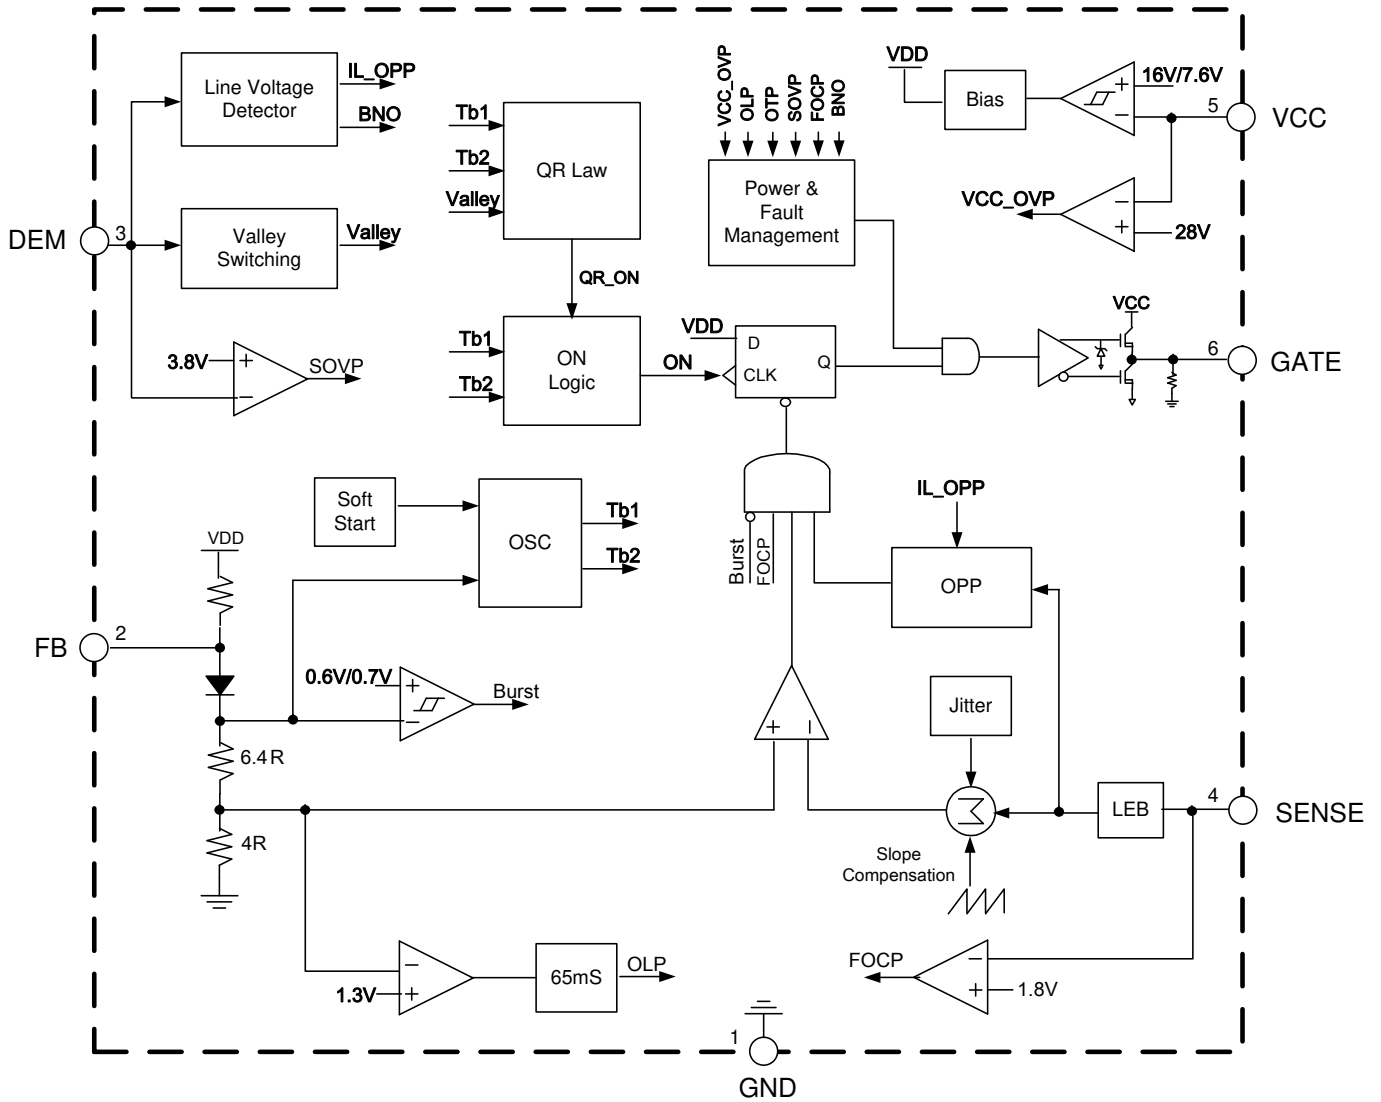 Line Voltage
Detector
IL_OPP
BNO
DEM
3
Valley
Switching
Valley
3.8V
+
−
SOVP
Tb1
Tb2
Valley
QR Law
QR_ON
Tb1
Tb2
ON
Logic
ON
VCC_OVP
OLP
OTP
SOVP
FOCP
BNO
Power &
Fault
Management
VDD
Bias
+
−
16V/7.6V
5
VCC
VCC_OVP
−
+
28V
VDD
D
CLK
Q
VCC
6
GATE
Soft
Start
OSC
Tb1
Tb2
VDD
2
FB
0.6V/0.7V
+
−
Burst
6.4R
4R
Burst
FOCP
IL_OPP
OPP
+
−
Jitter
Σ
Slope
Compensation
LEB
4
SENSE
−
+
1.3V
65mS
OLP
FOCP
−
+
1.8V
1
GND